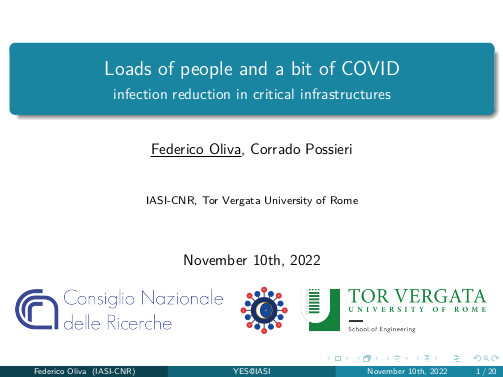 Loads of people and a bit of COVID
infection reduction in critical infrastructures
Federico Oliva, Corrado Possieri
IASI-CNR, Tor Vergata University of Rome
November 10th, 2022
Consiglio Nazionale
delle Ricerche
TOR VERGATA
UNIVERSITY OF ROME
School of Engineering
Federico Oliva (IASI-CNR) YES@IASI November 10th, 2022 1 / 20